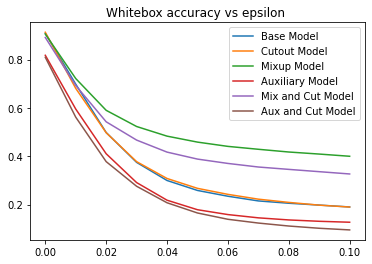 Whitebox accuracy vs epsilon
Base Model
Cutout Model
Mixup Model
Auxiliary Model
Mix and Cut Model
Aux and Cut Model
0.8
0.6
0.4
0.2
0.00 0.02 0.04 0.06 0.08 0.10